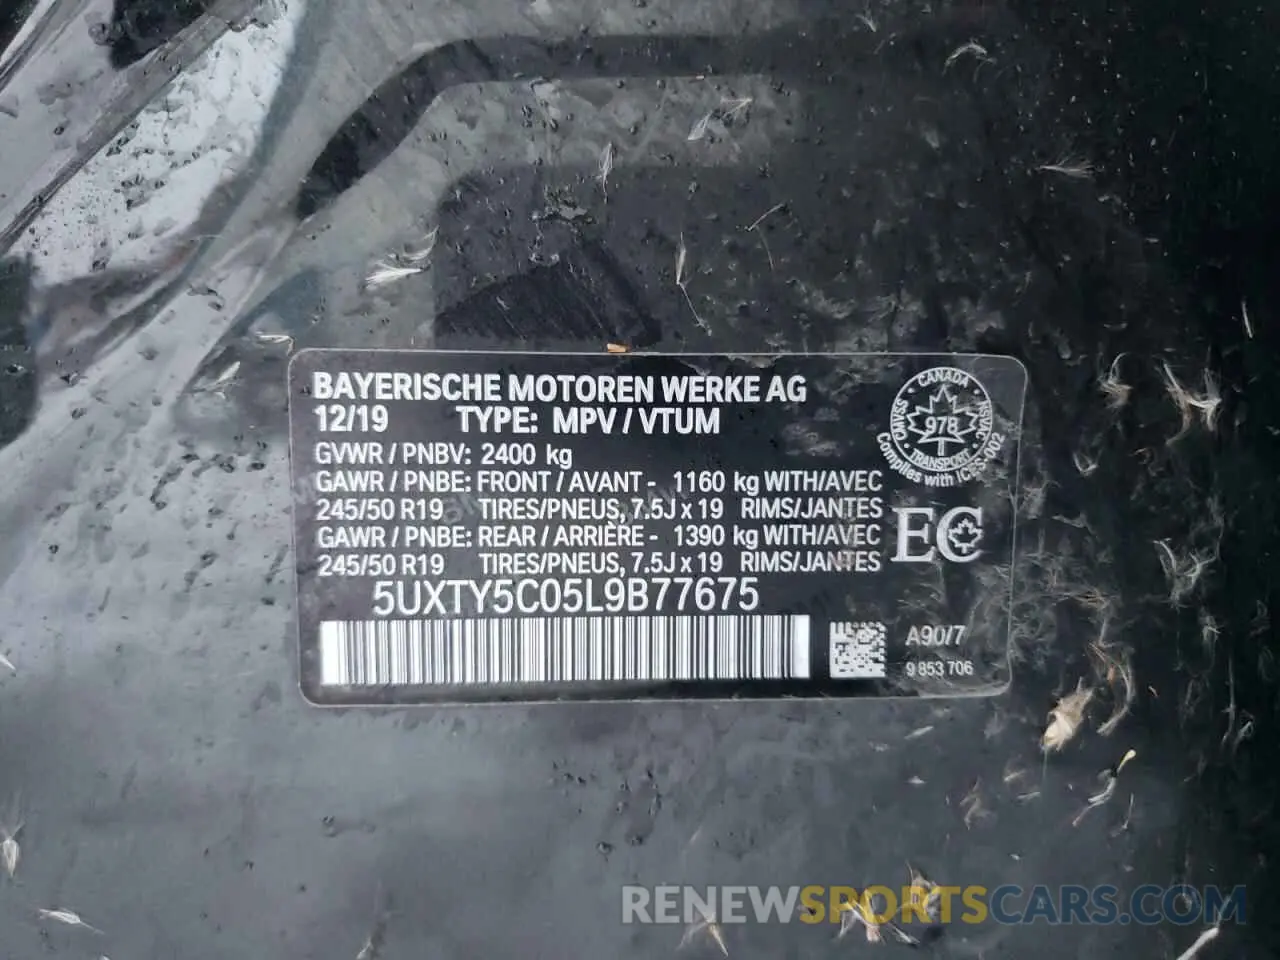 BAYERISCHE MOTOREN WERKE AG
12/19 TYPE: MPV / VTUM
GVWR / PNBV: 2400 kg
GAWR / PNBE: FRONT / AVANT - 1160 kg WITH/AVEC
245/50 R19 TIRES/PNEUS, 7.5J x 19 RIMS/JANTES
GAWR / PNBE: REAR / ARRIÈRE - 1390 kg WITH/AVEC
245/50 R19 TIRES/PNEUS, 7.5J x 19 RIMS/JANTES
5UXTY5C05L9B77675
CANADA
CMVSS NSVAC
978
TRANSPORT
Complies with ICES-002
EC
A90/7
9 853 706
RENEWSPORTSCARS.COM